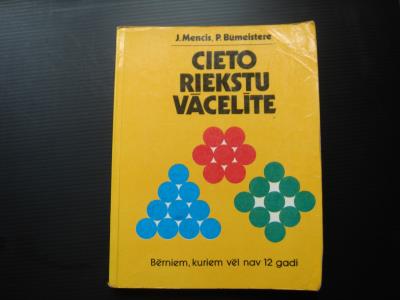 J. Mencis, P. Būmeistere
CIETO
RIEKSTU
VĀCELĪTE
Bērniem, kuriem vēl nav 12 gadi